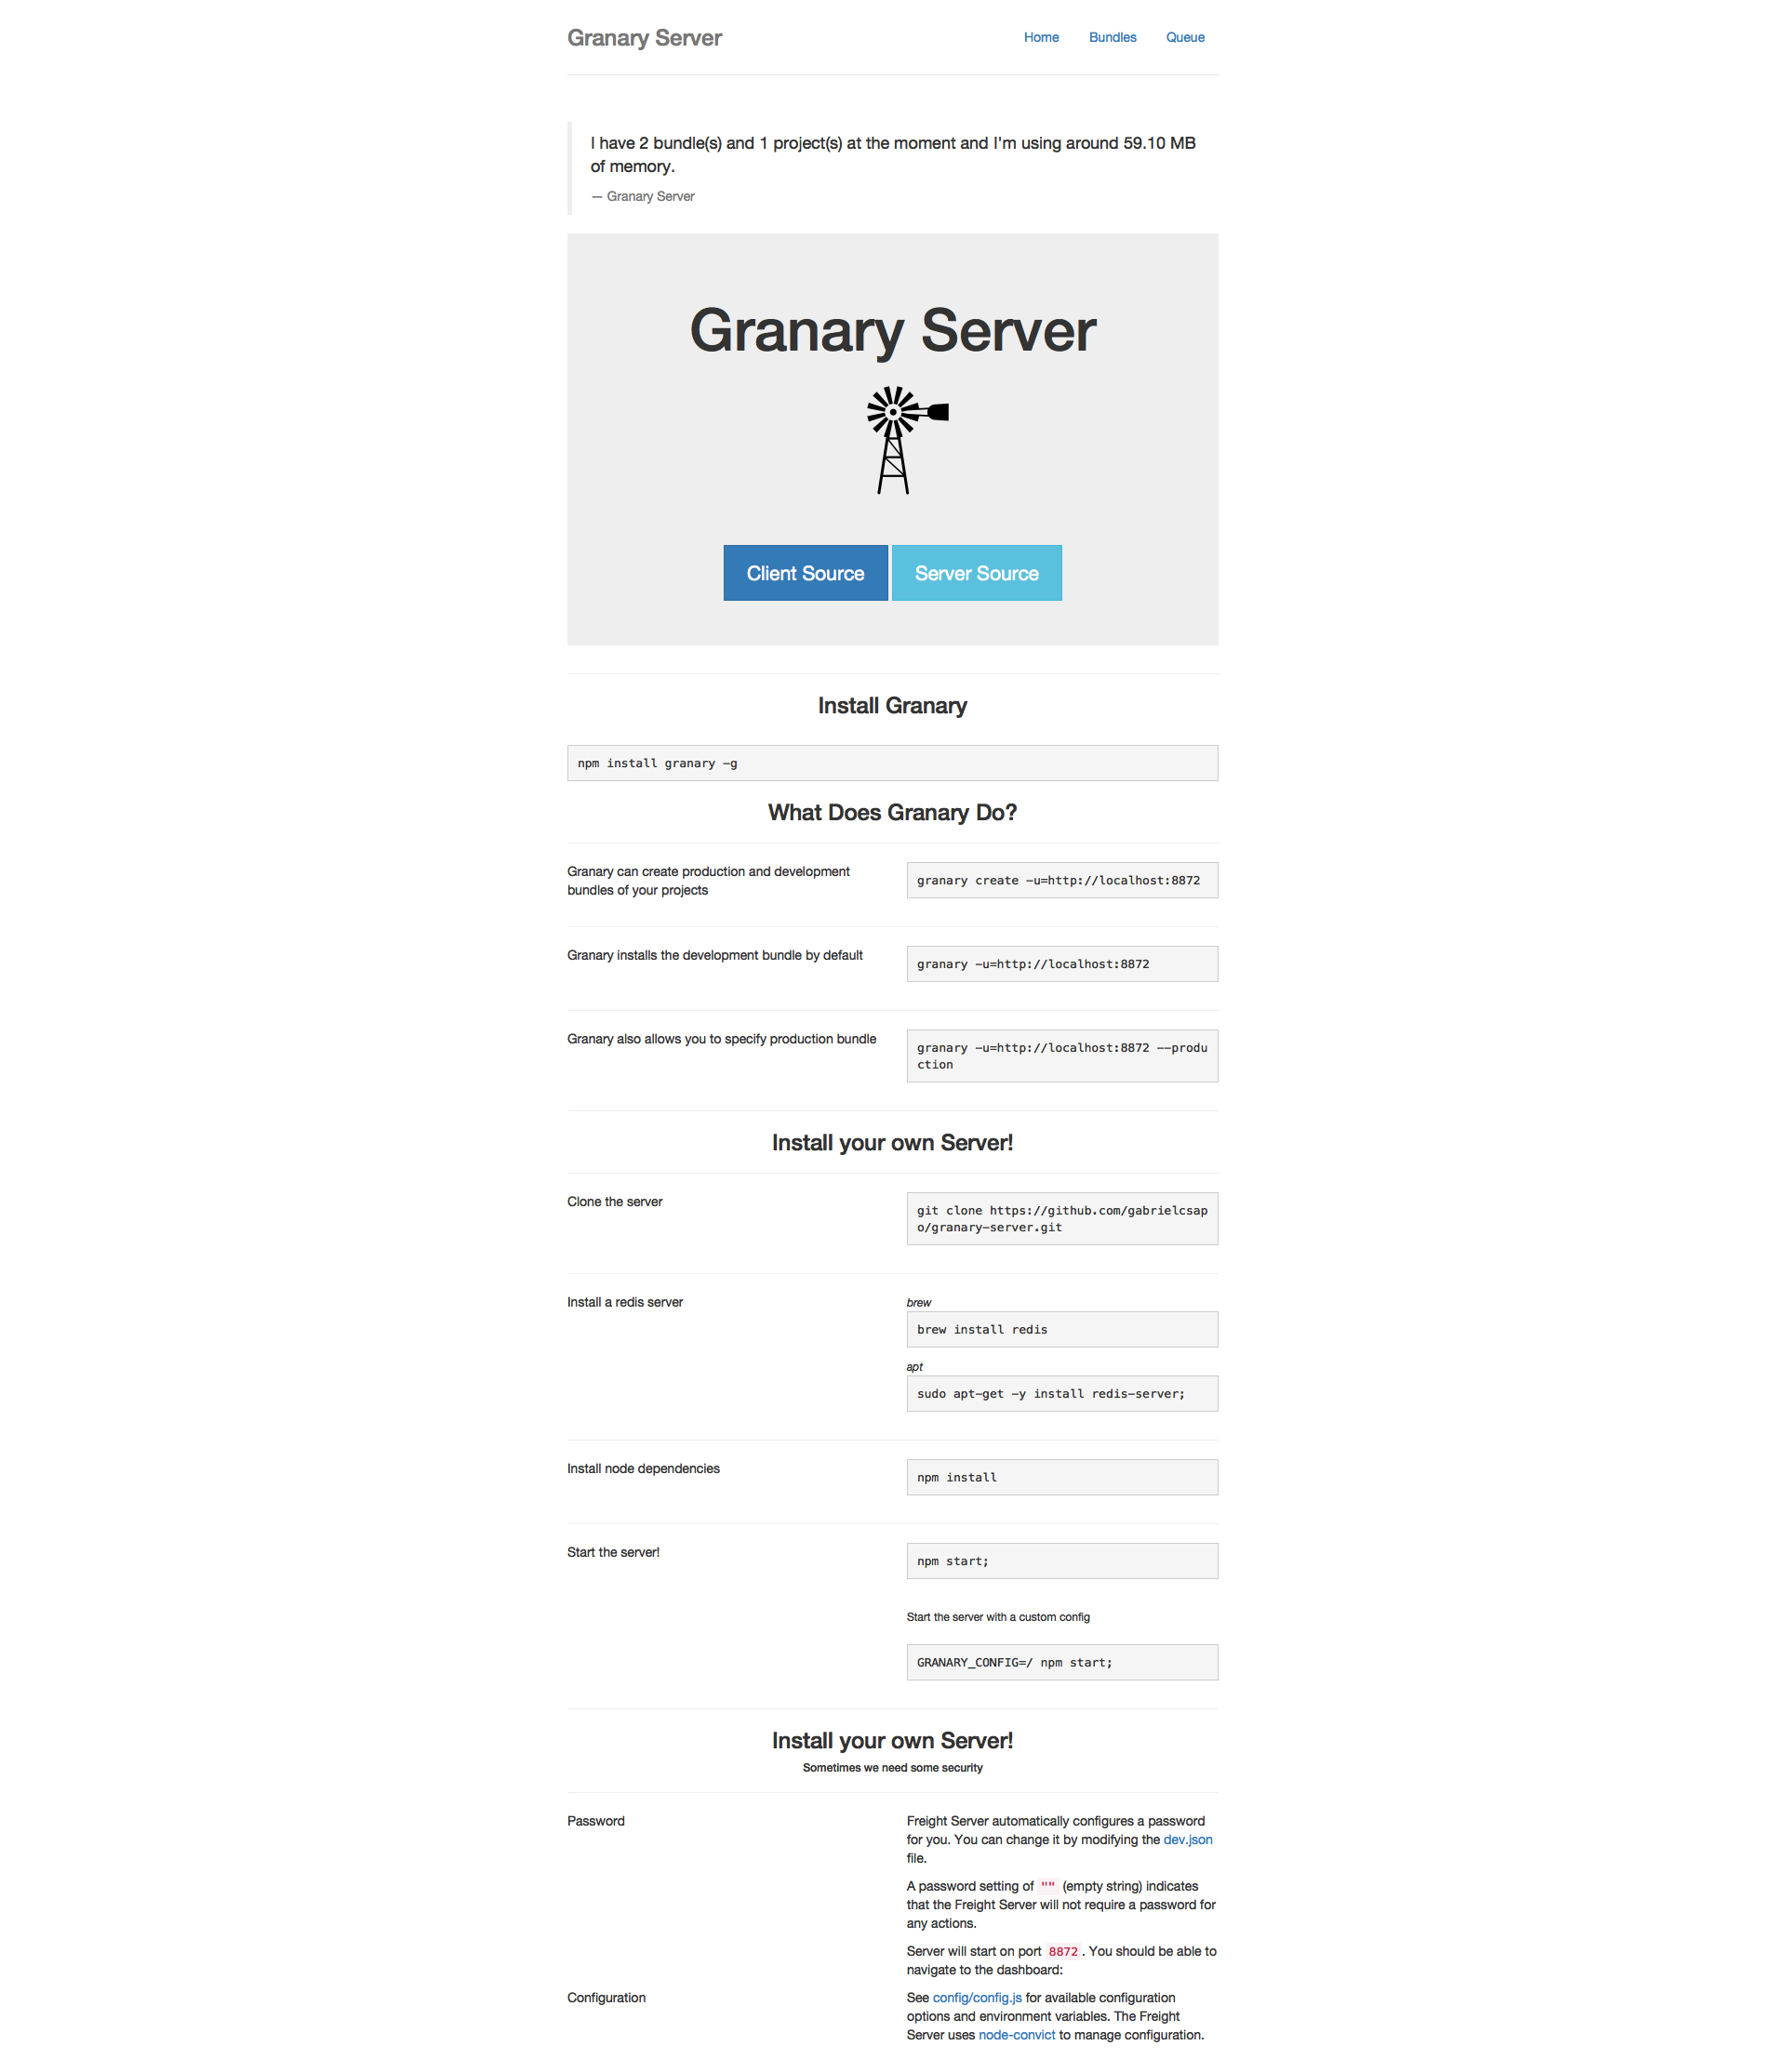 Granary Server
Home Bundles Queue
I have 2 bundle(s) and 1 project(s) at the moment and I'm using around 59.10 MB
of memory.
— Granary Server
Granary Server
Client Source Server Source
Install Granary
npm install granary -g
What Does Granary Do?
Granary can create production and development
bundles of your projects
granary create -u=http://localhost:8872
Granary installs the development bundle by default
granary -u=http://localhost:8872
Granary also allows you to specify production bundle
granary -u=http://localhost:8872 --produ
ction
Install your own Server!
Clone the server
git clone https://github.com/gabrielcsap
o/granary-server.git
Install a redis server
brew
brew install redis
apt
sudo apt-get -y install redis-server;
Install node dependencies
npm install
Start the server!
npm start;
Start the server with a custom config
GRANARY_CONFIG=/ npm start;
Install your own Server!
Sometimes we need some security
Password
Freight Server automatically configures a password
for you. You can change it by modifying the dev.json
file.
A password setting of "" (empty string) indicates
that the Freight Server will not require a password for
any actions.
Server will start on port 8872. You should be able to
navigate to the dashboard:
Configuration
See config/config.js for available configuration
options and environment variables. The Freight
Server uses node-convict to manage configuration.